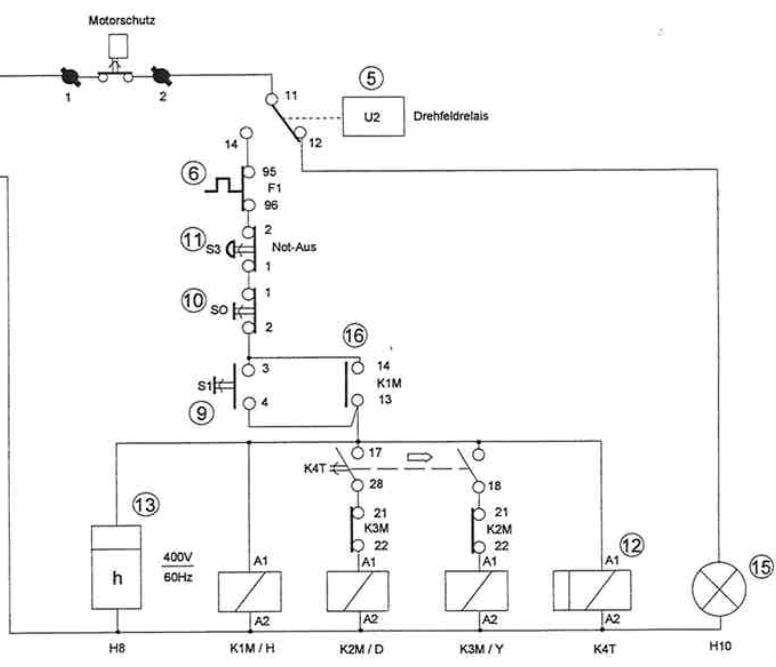 Motorschutz
1
2
11
5
U2
Drehfeldrelais
14
12
6
95
F1
96
11
2
S3
Not-Aus
1
10
1
SO
2
16
3
14
S1
K1M
4
13
9
17
K4T
28
18
13
21
K3M
22
21
K2M
22
12
400V
60Hz
h
A1
A1
A1
A1
15
A2
A2
A2
A2
H8
K1M / H
K2M / D
K3M / Y
K4T
H10